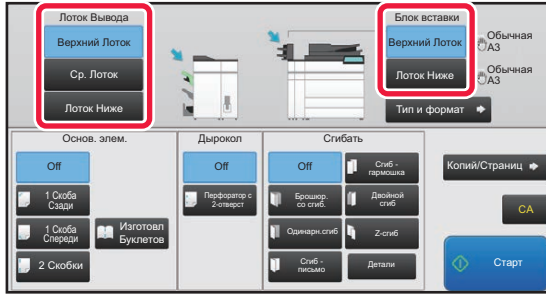 Лоток Вывода
Верхний Лоток
Ср. Лоток
Лоток Ниже
Блок вставки
Верхний Лоток
Обычная
A3
Лоток Ниже
Обычная
A3
Тип и формат
Основ. элем.
Off
1 Скоба
Сзади
1 Скоба
Спереди
2 Скобки
Изготовл
Буклетов
Дырокол
Off
Перфоратор с
2-отверст
Сгибать
Off
Сгиб -
гармошка
Брошюр.
со сгиб.
Двойной
сгиб
Одинарн.сгиб
Z-сгиб
Сгиб -
письмо
Детали
Копий/Страниц
CA
Старт